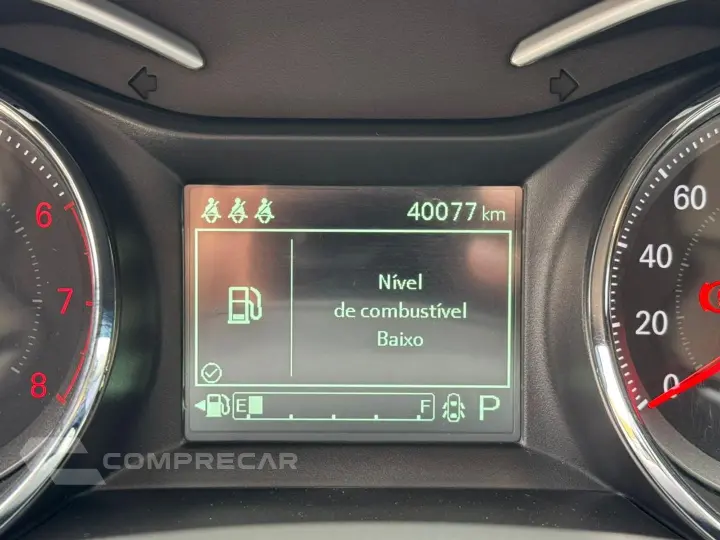 40077 km
Nível
de combustível
Baixo
E F P
6
7
8
60
40
20
0
COMPRECAR